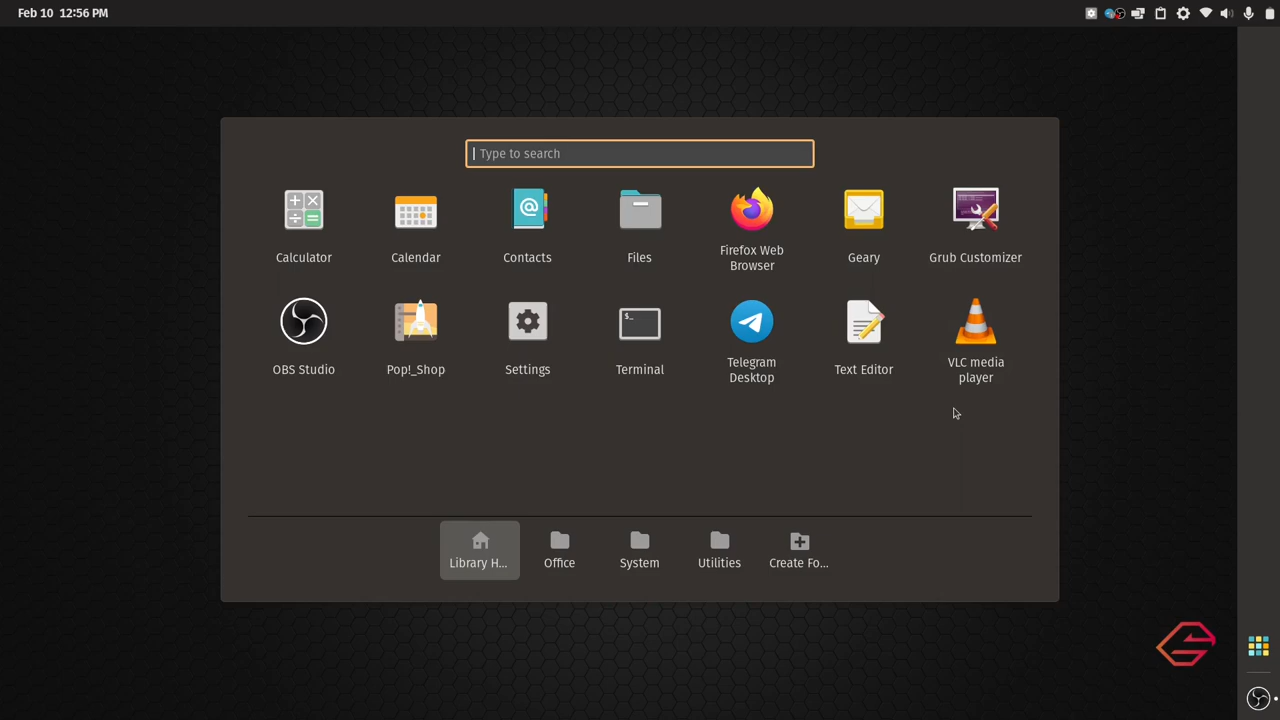 Feb 10 12:56 PM
Type to search
Calculator
Calendar
Contacts
Files
Firefox Web
Browser
Geary
Grub Customizer
OBS Studio
Pop!_Shop
Settings
$_
Terminal
Telegram
Desktop
Text Editor
VLC media
player
Library H...
Office
System
Utilities
Create Fo...